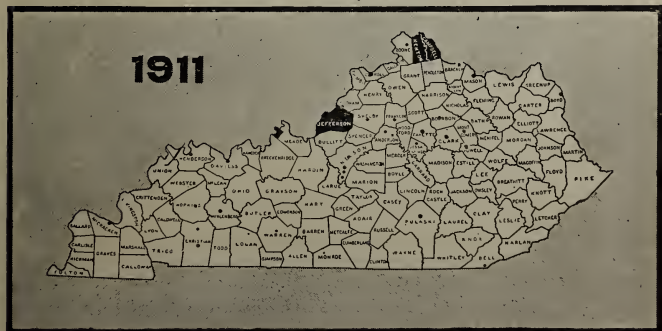 1911
BOONE
KENTON
CAMPBELL
GRANT
PENDLETON
BRACKEN
MASON
LEWIS
GREENUP
OWEN
HENRY
HARRISON
NICHOLAS
FLEMING
CARTER
BOYD
JEFFERSON
SHELBY
FRANKLIN
SCOTT
BOURBON
BATH
ROWAN
ELLIOTT
LAWRENCE
MEADE
BULLITT
SPENCER
ANDERSON
FAYETTE
CLARK
MENIFEE
MORGAN
JOHNSON
MARTIN
HENDERSON
DAVIESS
BRECKENRIDGE
HARDIN
NELSON
WASHINGTON
MERCER
GARRARD
MADISON
ESTILL
POWELL
WOLFE
MAGOFFIN
FLOYD
PIKE
UNION
WEBSTER
McLEAN
OHIO
GRAYSON
LARUE
MARION
BOYLE
LINCOLN
ROCK
CASTLE
JACKSON
LEE
OWSLEY
BREATHITT
KNOTT
CRITTENDEN
HOPKINS
MUHLENBERG
BUTLER
EDMONSON
HART
GREEN
TAYLOR
CASEY
PULASKI
LAUREL
CLAY
PERRY
LESLIE
LETCHER
LIVINGSTON
CALDWELL
LYON
CHRISTIAN
TODD
LOGAN
WARREN
BARREN
METCALFE
ADAIR
RUSSELL
WAYNE
KNOX
HARLAN
BALLARD
McCRACKEN
CARLISLE
GRAVES
MARSHALL
TRIGG
SIMPSON
ALLEN
MONROE
CUMBERLAND
CLINTON
WHITLEY
BELL
HICKMAN
FULTON
CALLOWAY